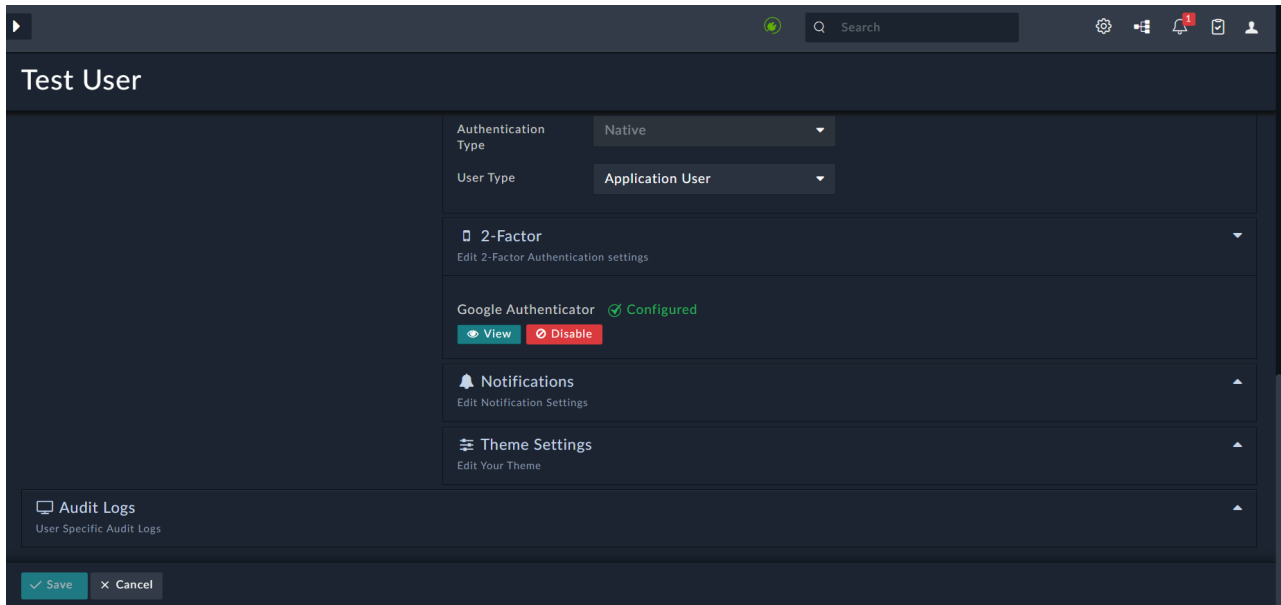 Search
1
Test User
Authentication
Type
Native
User Type
Application User
2-Factor
Edit 2-Factor Authentication settings
Google Authenticator Configured
View Disable
Notifications
Edit Notification Settings
Theme Settings
Edit Your Theme
Audit Logs
User Specific Audit Logs
Save Cancel